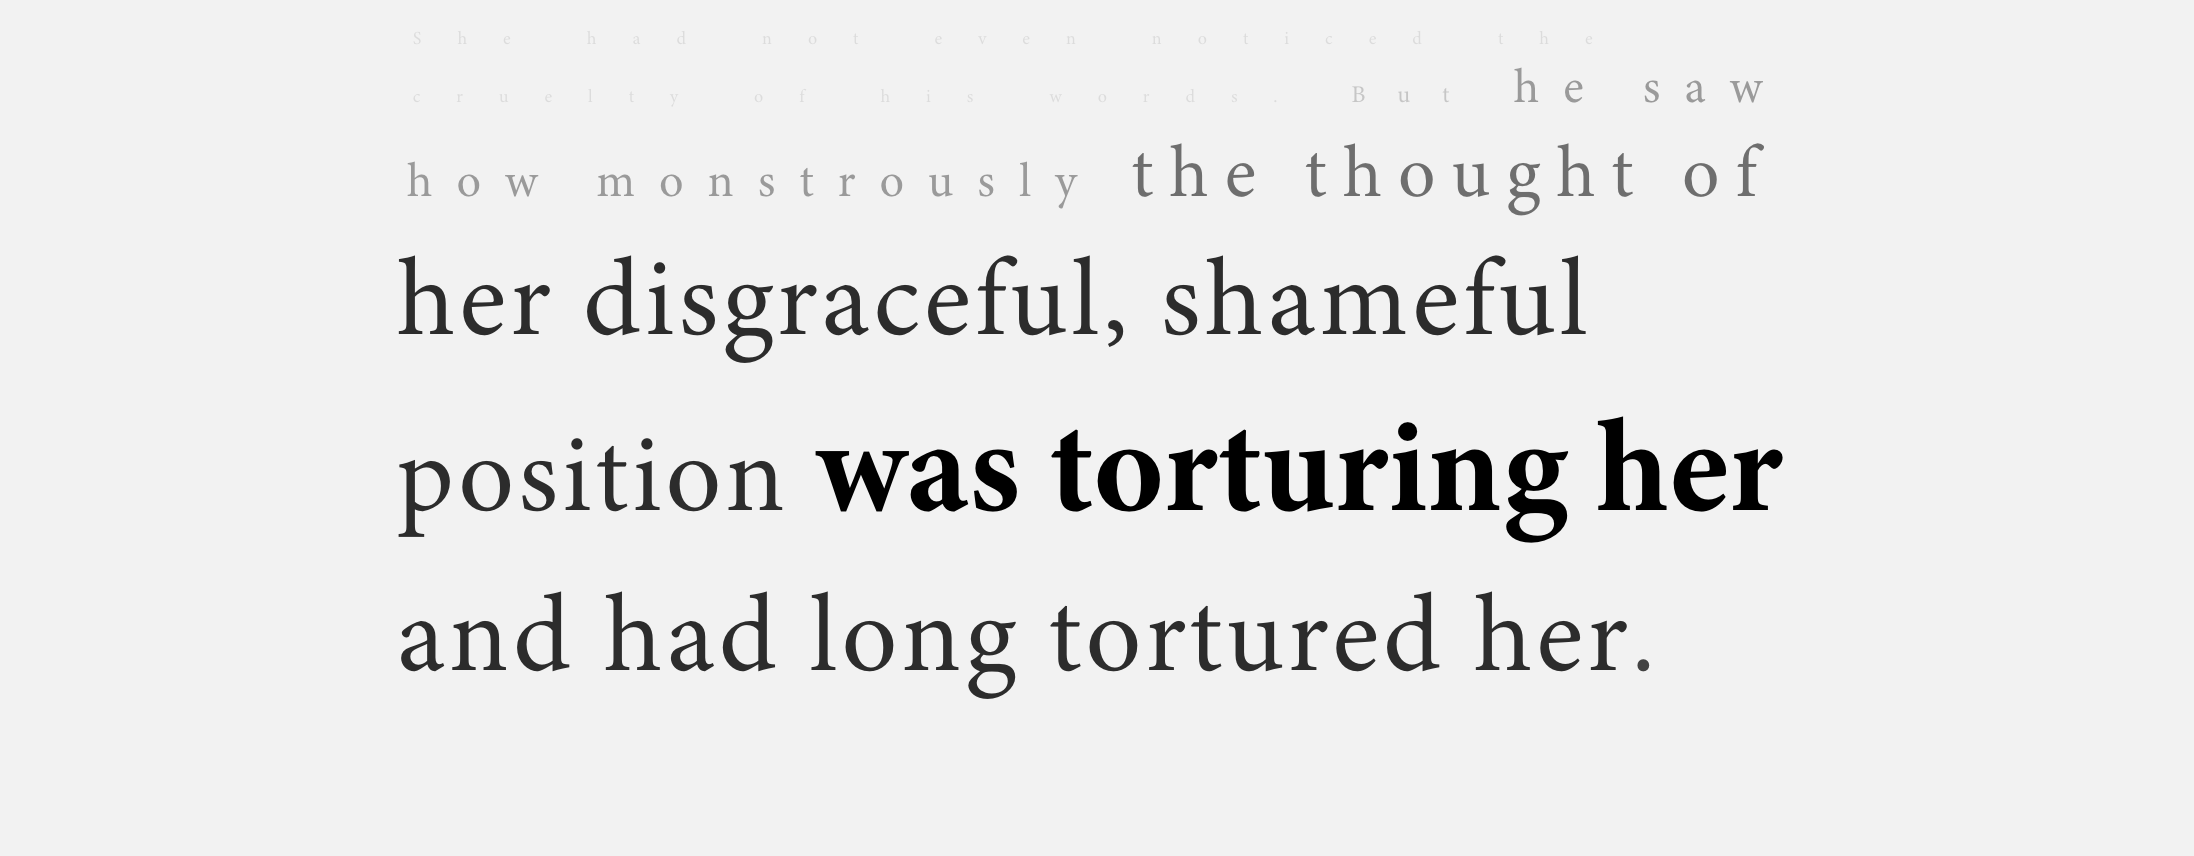 She had not even noticed the
cruelty of his words. But he saw
how monstrously the thought of
her disgraceful, shameful
position was torturing her
and had long tortured her.